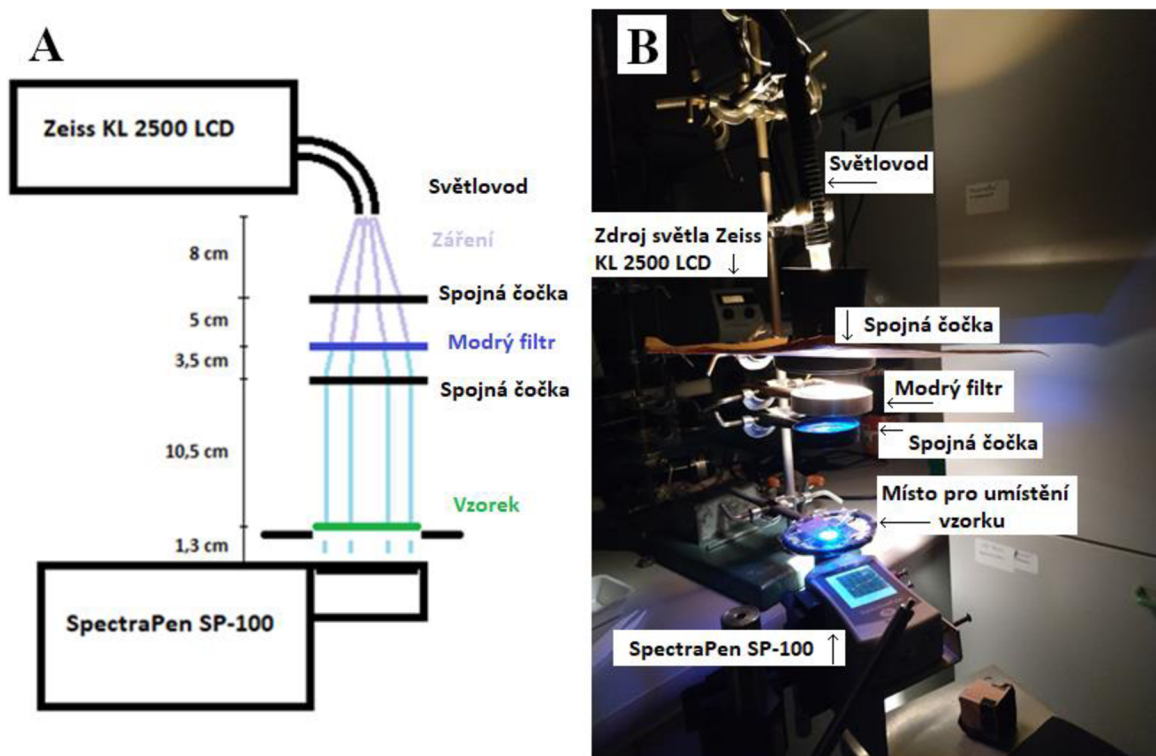 A
Zeiss KL 2500 LCD
Světlovod
Záření
8 cm
Spojná čočka
5 cm
Modrý filtr
3,5 cm
Spojná čočka
10,5 cm
Vzorek
1,3 cm
SpectraPen SP-100
B
Světlovod
Zdroj světla Zeiss
KL 2500 LCD
Spojná čočka
Modrý filtr
Spojná čočka
Místo pro umístění
vzorku
SpectraPen SP-100